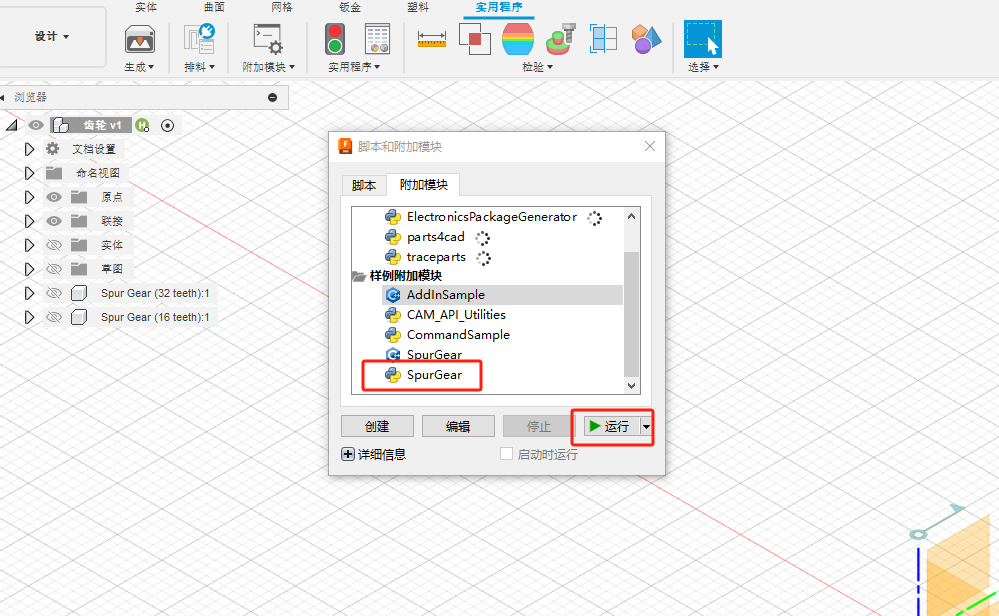 实体 曲面 网格 钣金 塑料 实用程序
设计
生成 排料 附加模块 实用程序 检验 选择
浏览器
齿轮 v1
文档设置
命名视图
原点
联接
实体
草图
Spur Gear (32 teeth):1
Spur Gear (16 teeth):1
脚本和附加模块
脚本 附加模块
ElectronicsPackageGenerator
parts4cad
traceparts
样例附加模块
AddInSample
CAM_API_Utilities
CommandSample
SpurGear
SpurGear
创建 编辑 停止 运行
详细信息 启动时运行